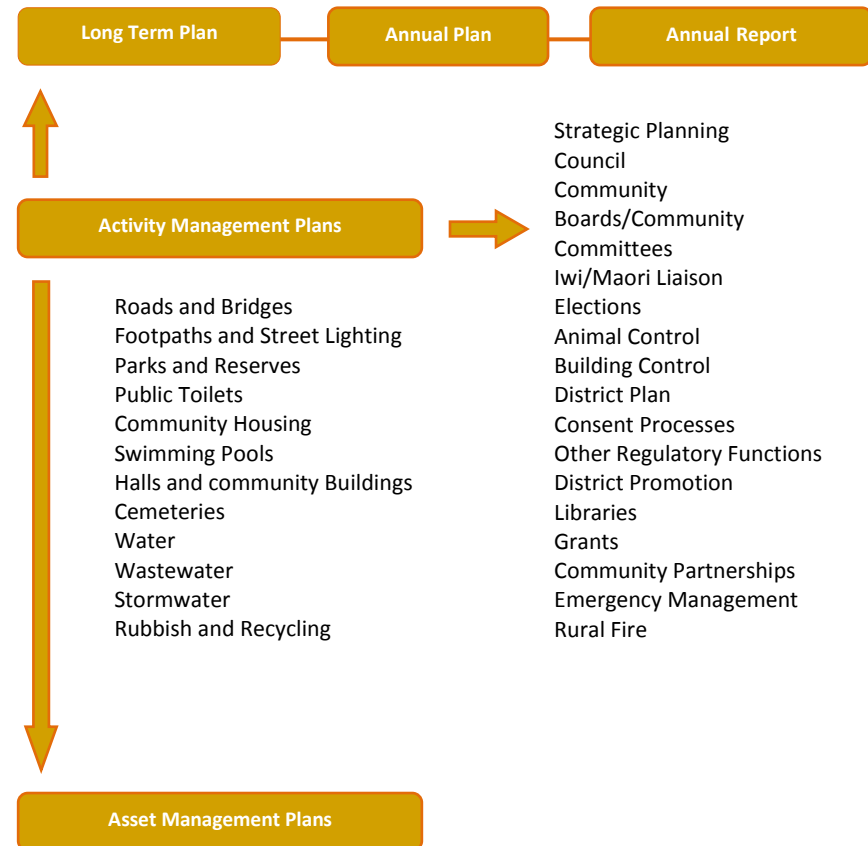 Long Term Plan
Annual Plan
Annual Report
Activity Management Plans
Strategic Planning
Council
Community
Boards/Community
Committees
Iwi/Maori Liaison
Elections
Animal Control
Building Control
District Plan
Consent Processes
Other Regulatory Functions
District Promotion
Libraries
Grants
Community Partnerships
Emergency Management
Rural Fire
Roads and Bridges
Footpaths and Street Lighting
Parks and Reserves
Public Toilets
Community Housing
Swimming Pools
Halls and community Buildings
Cemeteries
Water
Wastewater
Stormwater
Rubbish and Recycling
Asset Management Plans